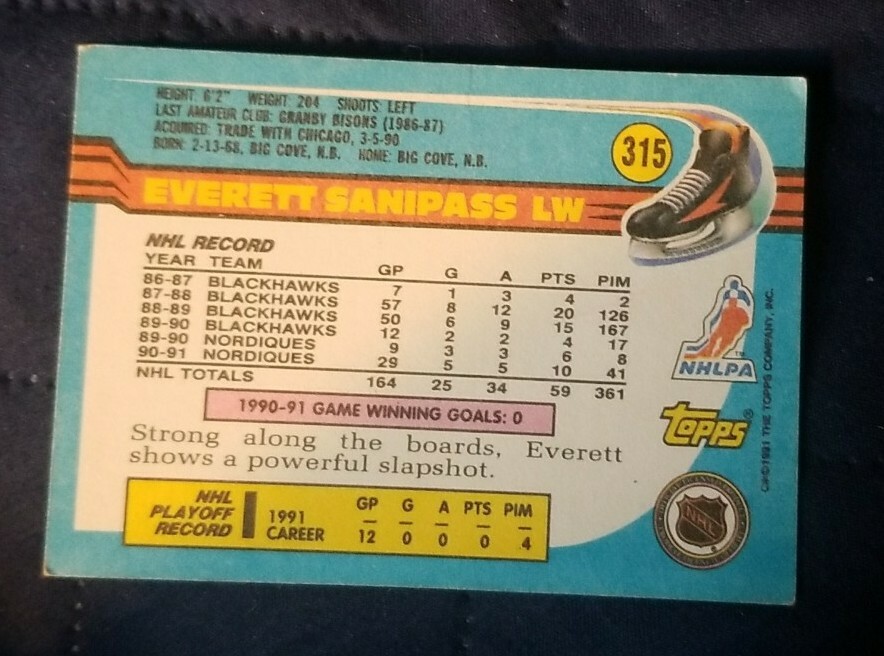 HEIGHT: 6'2" WEIGHT: 204 SHOOTS: LEFT
LAST AMATEUR CLUB: GRANBY BISONS (1986-87)
ACQUIRED: TRADE WITH CHICAGO, 3-5-90
BORN: 2-13-68, BIG COVE, N.B. HOME: BIG COVE, N.B.
315
EVERETT SANIPASS LW
NHL RECORD
YEAR TEAM GP G A PTS PIM
86-87 BLACKHAWKS 7 1 3 4 2
87-88 BLACKHAWKS 57 8 12 20 126
88-89 BLACKHAWKS 50 6 9 15 167
89-90 BLACKHAWKS 12 2 2 4 17
89-90 NORDIQUES 9 3 3 6 8
90-91 NORDIQUES 29 5 5 10 41
NHL TOTALS 164 25 34 59 361
1990-91 GAME WINNING GOALS: 0
Strong along the boards, Everett
shows a powerful slapshot.
NHL
PLAYOFF
RECORD
GP G A PTS PIM
1991 — — — — —
CAREER 12 0 0 0 4
NHLPA
TM
topps®
©1991 THE TOPPS COMPANY, INC.
NHL